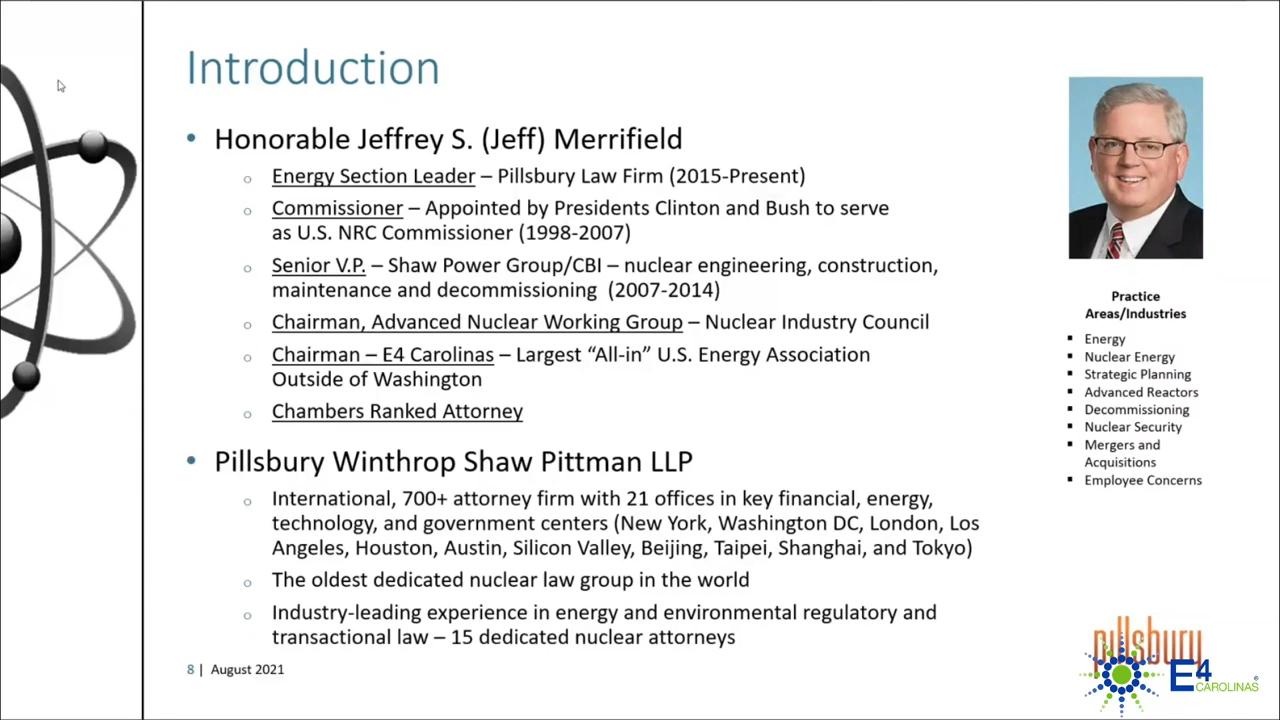 Introduction
• Honorable Jeffrey S. (Jeff) Merrifield
o Energy Section Leader – Pillsbury Law Firm (2015-Present)
o Commissioner – Appointed by Presidents Clinton and Bush to serve
as U.S. NRC Commissioner (1998-2007)
o Senior V.P. – Shaw Power Group/CBI – nuclear engineering, construction,
maintenance and decommissioning (2007-2014)
o Chairman, Advanced Nuclear Working Group – Nuclear Industry Council
o Chairman – E4 Carolinas – Largest “All-in” U.S. Energy Association
Outside of Washington
o Chambers Ranked Attorney
• Pillsbury Winthrop Shaw Pittman LLP
o International, 700+ attorney firm with 21 offices in key financial, energy,
technology, and government centers (New York, Washington DC, London, Los
Angeles, Houston, Austin, Silicon Valley, Beijing, Taipei, Shanghai, and Tokyo)
o The oldest dedicated nuclear law group in the world
o Industry-leading experience in energy and environmental regulatory and
transactional law – 15 dedicated nuclear attorneys
8 | August 2021
Practice
Areas/Industries
▪ Energy
▪ Nuclear Energy
▪ Strategic Planning
▪ Advanced Reactors
▪ Decommissioning
▪ Nuclear Security
▪ Mergers and
Acquisitions
▪ Employee Concerns
pillsbury
E4
CAROLINAS®